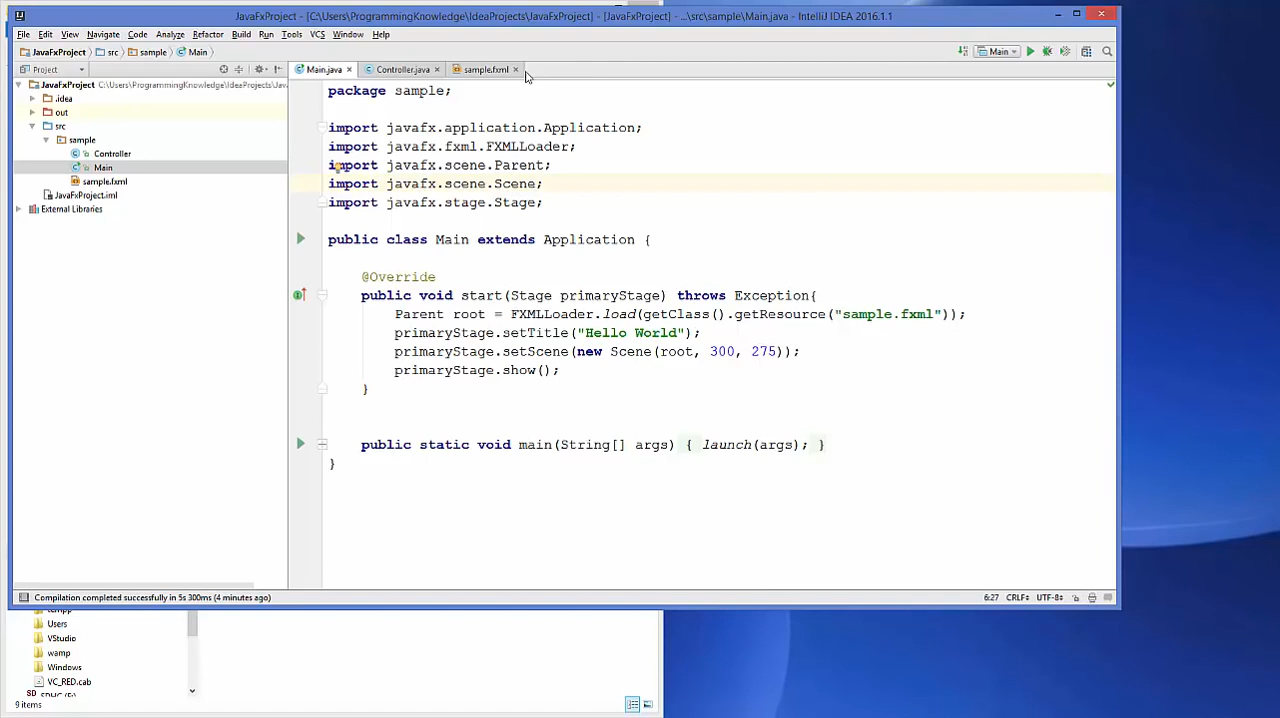 JavaFxProject - [C:\Users\ProgrammingKnowledge\IdeaProjects\JavaFxProject] - [JavaFxProject] - ...\src\sample\Main.java - IntelliJ IDEA 2016.1.1
File Edit View Navigate Code Analyze Refactor Build Run Tools VCS Window Help
JavaFxProject src sample Main
Main
Project
Main.java Controller.java sample.fxml
JavaFxProject C:\Users\ProgrammingKnowledge\IdeaProjects\Jav
.idea
out
src
sample
Controller
Main
sample.fxml
JavaFxProject.iml
External Libraries
package sample;
import javafx.application.Application;
import javafx.fxml.FXMLLoader;
import javafx.scene.Parent;
import javafx.scene.Scene;
import javafx.stage.Stage;
public class Main extends Application {
@Override
public void start(Stage primaryStage) throws Exception{
Parent root = FXMLLoader.load(getClass().getResource("sample.fxml"));
primaryStage.setTitle("Hello World");
primaryStage.setScene(new Scene(root, 300, 275));
primaryStage.show();
}
public static void main(String[] args) { launch(args); }
}
Compilation completed successfully in 5s 300ms (4 minutes ago)
6:27 CRLF÷ UTF-8÷
Users
VStudio
wamp
Windows
VC_RED.cab
9 items